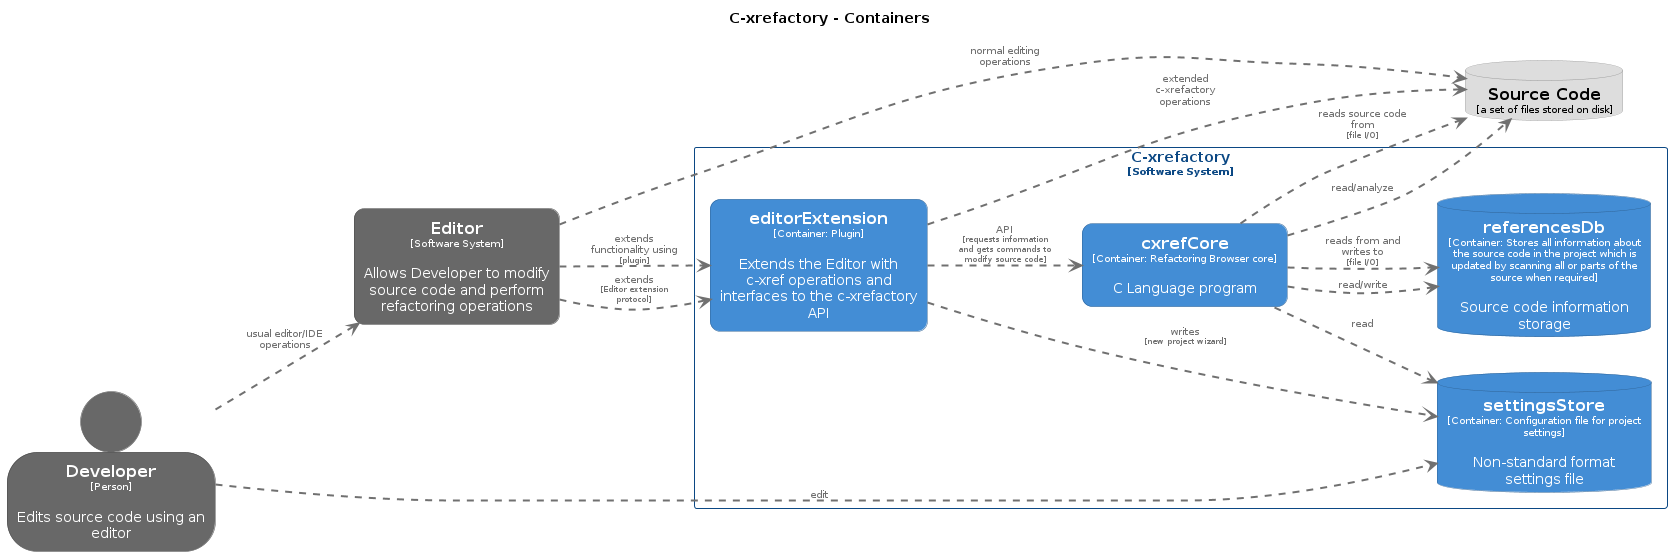 C-xrefactory - Containers
normal editing
operations
extended
c-xrefactory
operations
Source Code
[a set of files stored on disk]
reads source code
from
[file I/O]
read/analyze
C-xrefactory
[Software System]
Editor
[Software System]
Allows Developer to modify
source code and perform
refactoring operations
extends
functionality using
[plugin]
extends
[Editor extension
protocol]
editorExtension
[Container: Plugin]
Extends the Editor with
c-xref operations and
interfaces to the c-xrefactory
API
API
[requests information
and gets commands to
modify source code]
cxrefCore
[Container: Refactoring Browser core]
C Language program
reads from and
writes to
[file I/O]
read/write
referencesDb
[Container: Stores all information about
the source code in the project which is
updated by scanning all or parts of the
source when required]
Source code information
storage
usual editor/IDE
operations
writes
[new project wizard]
read
settingsStore
[Container: Configuration file for project
settings]
Non-standard format
settings file
Developer
[Person]
Edits source code using an
editor
edit